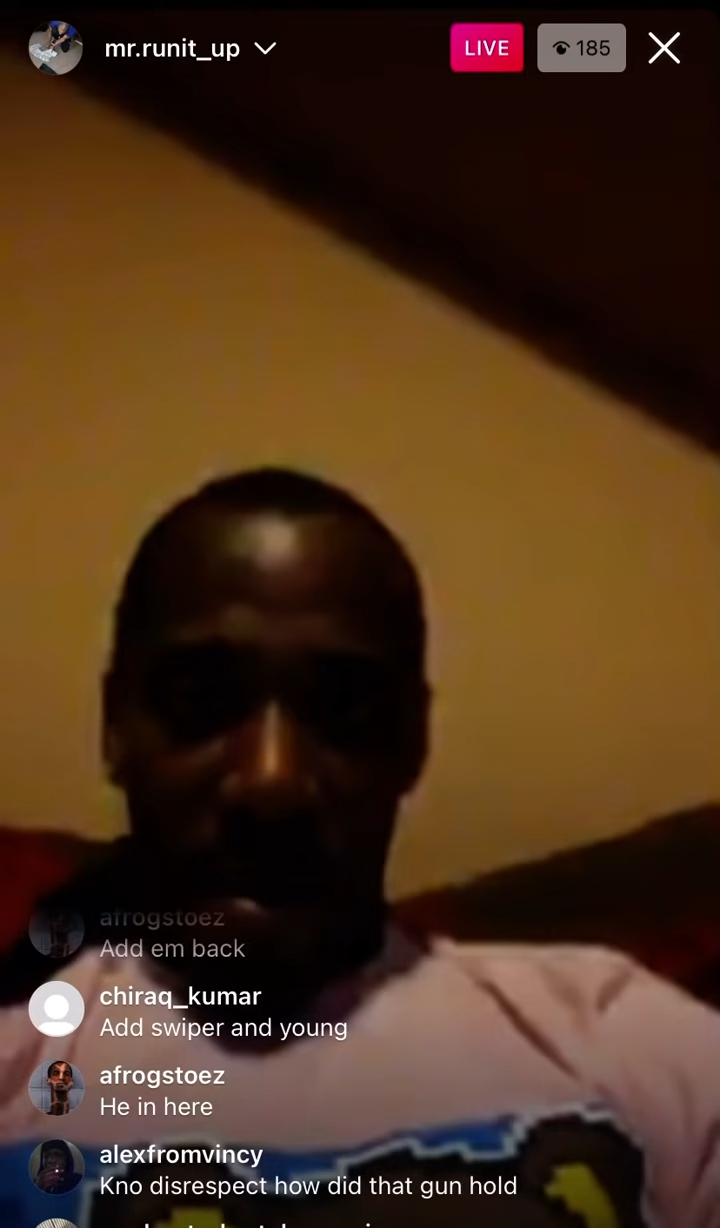 mr.runit_up
LIVE
185
afrogstoez
Add em back
chiraq_kumar
Add swiper and young
afrogstoez
He in here
alexfromvincy
Kno disrespect how did that gun hold